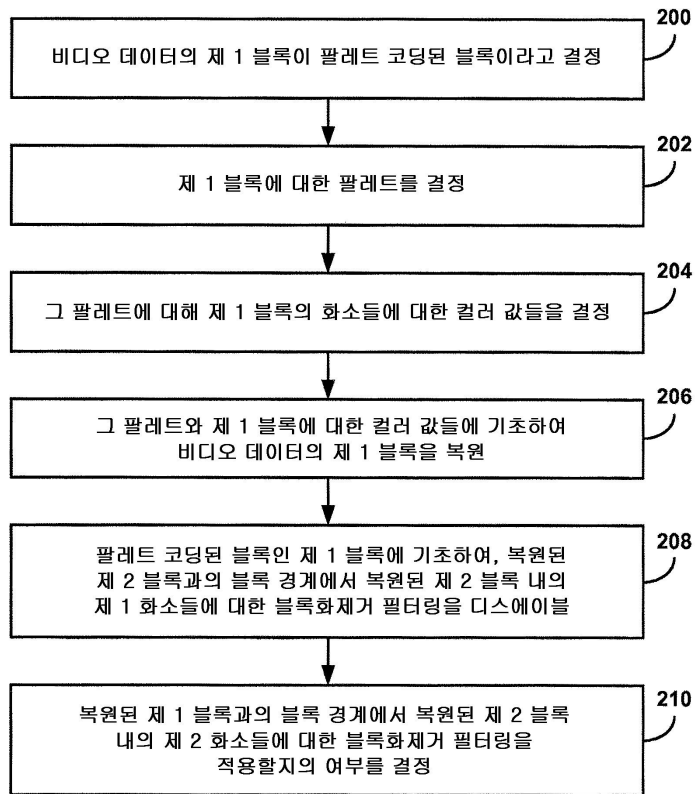 200
비디오 데이터의 제 1 블록이 팔레트 코딩된 블록이라고 결정
202
제 1 블록에 대한 팔레트를 결정
204
그 팔레트에 대해 제 1 블록의 화소들에 대한 컬러 값들을 결정
206
그 팔레트와 제 1 블록에 대한 컬러 값들에 기초하여
비디오 데이터의 제 1 블록을 복원
208
팔레트 코딩된 블록인 제 1 블록에 기초하여, 복원된
제 2 블록과의 블록 경계에서 복원된 제 2 블록 내의
제 1 화소들에 대한 블록화제거 필터링을 디스에이블
210
복원된 제 1 블록과의 블록 경계에서 복원된 제 2 블록
내의 제 2 화소들에 대한 블록화제거 필터링을
적용할지의 여부를 결정